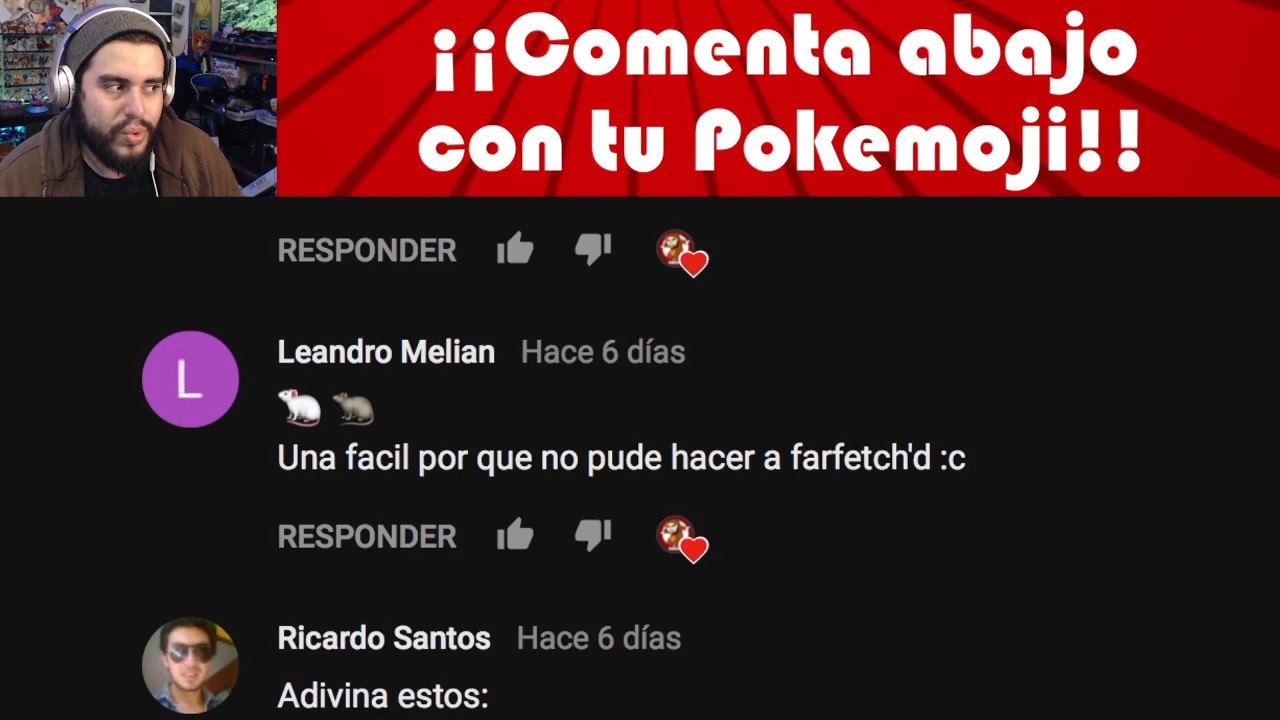 ¡¡Comenta abajo
con tu Pokemoji!!
RESPONDER
L
Leandro Melian Hace 6 días
Una facil por que no pude hacer a farfetch'd :c
RESPONDER
Ricardo Santos Hace 6 días
Adivina estos: